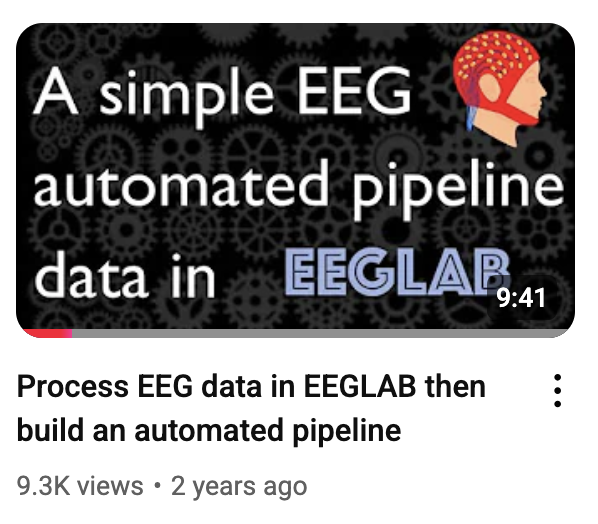 A simple EEG
automated pipeline
data in EEGLAB
9:41
Process EEG data in EEGLAB then
build an automated pipeline
9.3K views • 2 years ago